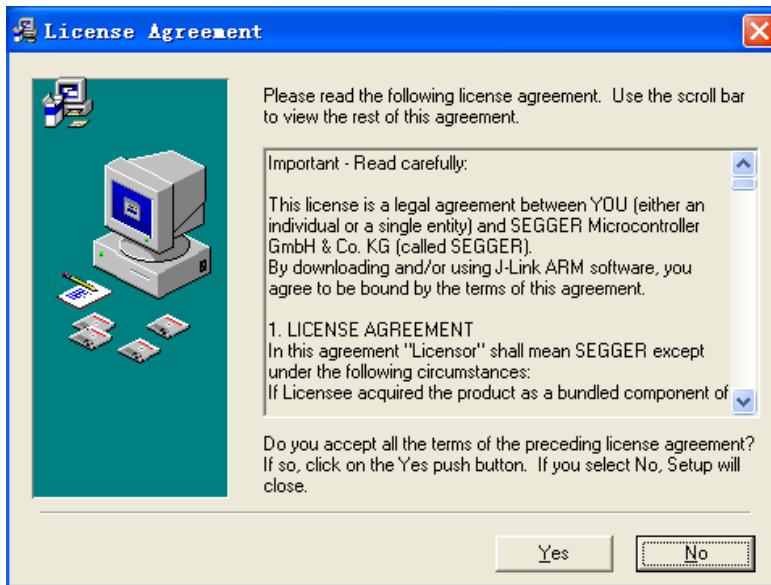 License Agreement
Please read the following license agreement. Use the scroll bar
to view the rest of this agreement.
Important - Read carefully:
This license is a legal agreement between YOU (either an
individual or a single entity) and SEGGER Microcontroller
GmbH & Co. KG (called SEGGER).
By downloading and/or using J-Link ARM software, you
agree to be bound by the terms of this agreement.
1. LICENSE AGREEMENT
In this agreement "Licensor" shall mean SEGGER except
under the following circumstances:
If Licensee acquired the product as a bundled component of
Do you accept all the terms of the preceding license agreement?
If so, click on the Yes push button. If you select No, Setup will
close.
Yes
No